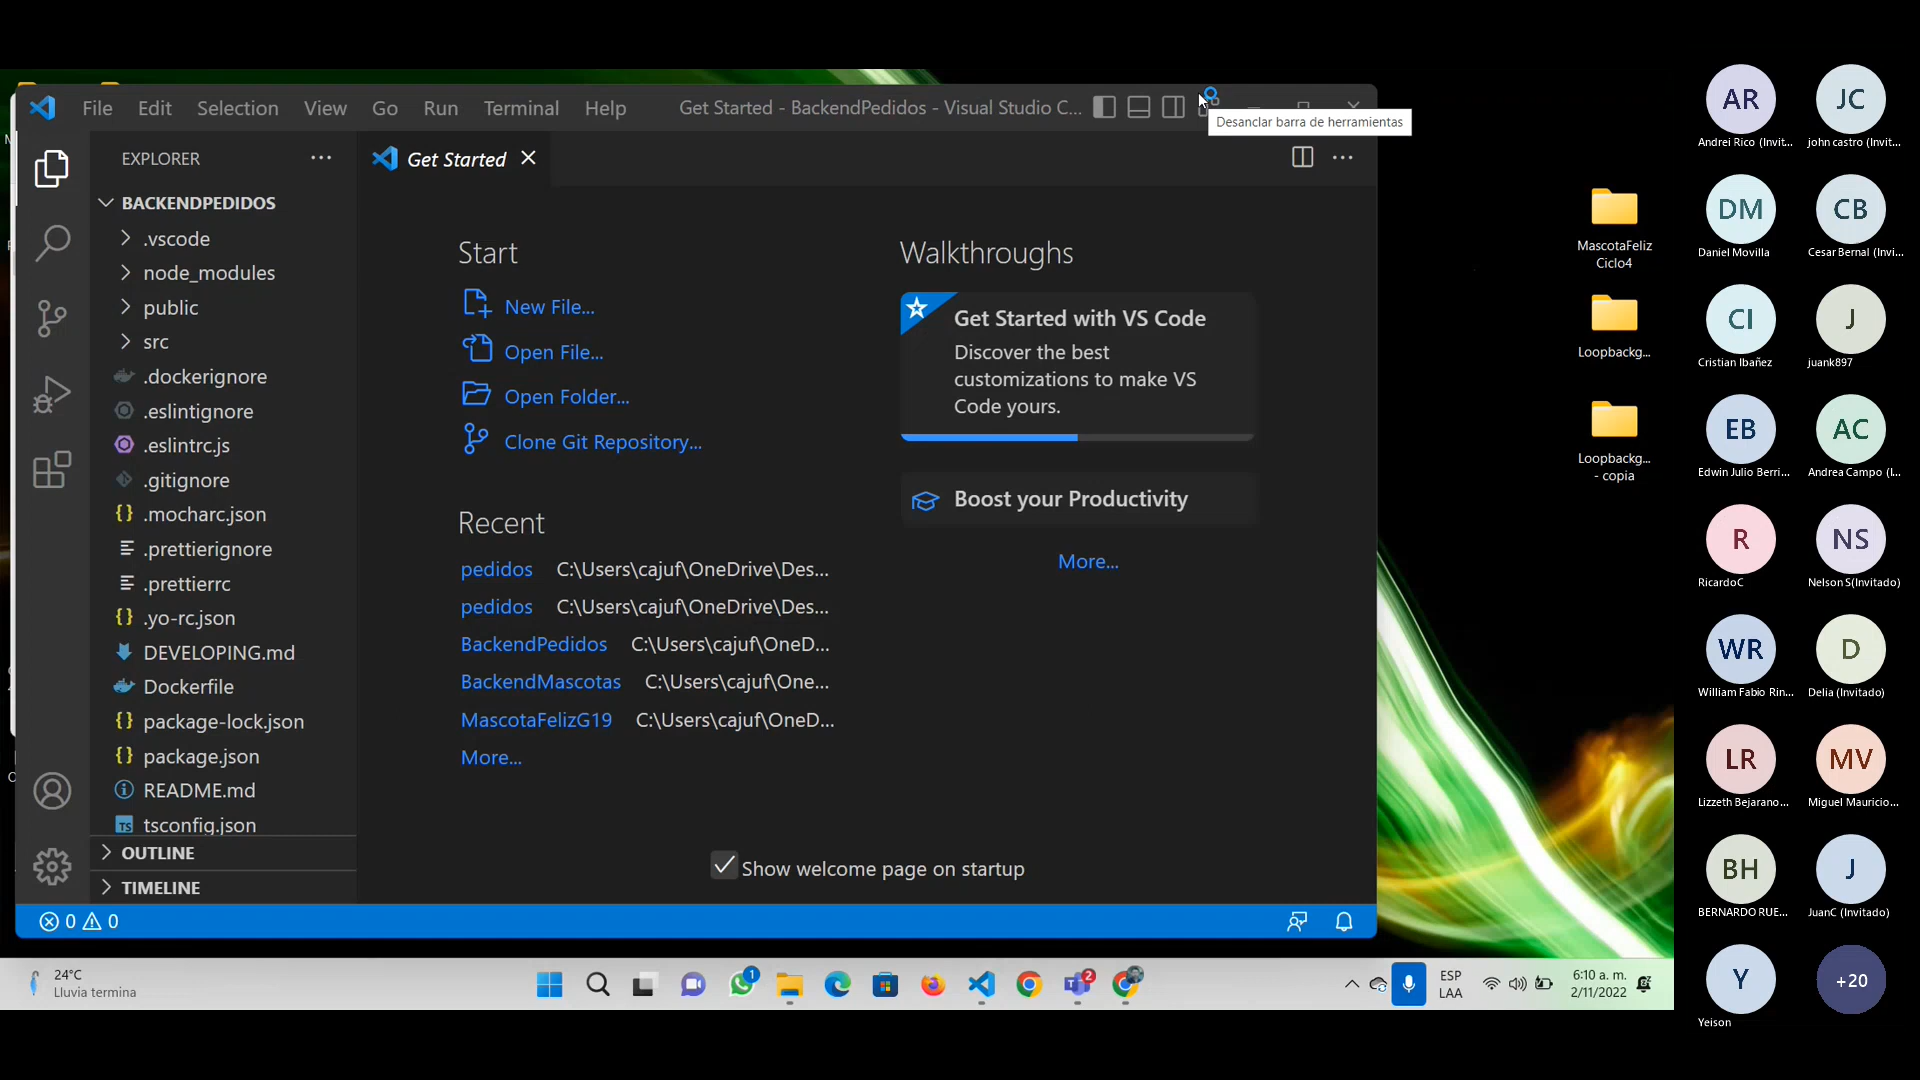 File Edit Selection View Go Run Terminal Help
Get Started - BackendPedidos - Visual Studio C...
Desanclar barra de herramientas
EXPLORER
Get Started
BACKENDPEDIDOS
.vscode
node_modules
public
src
.dockerignore
.eslintignore
.eslintrc.js
.gitignore
.mocharc.json
.prettierignore
.prettierrc
.yo-rc.json
DEVELOPING.md
Dockerfile
package-lock.json
package.json
README.md
tsconfig.json
OUTLINE
TIMELINE
Start
New File...
Open File...
Open Folder...
Clone Git Repository...
Recent
pedidos C:\Users\cajuf\OneDrive\Des...
pedidos C:\Users\cajuf\OneDrive\Des...
BackendPedidos C:\Users\cajuf\OneD...
BackendMascotas C:\Users\cajuf\One...
MascotaFelizG19 C:\Users\cajuf\OneD...
More...
Walkthroughs
Get Started with VS Code
Discover the best
customizations to make VS
Code yours.
Boost your Productivity
More...
Show welcome page on startup
0 0
MascotaFeliz
Ciclo4
Loopbackg...
Loopbackg...
- copia
24°C
Lluvia termina
1
2
ESP
LAA
6:10 a. m.
2/11/2022
AR
Andrei Rico (Invit...
JC
john castro (Invit...
DM
Daniel Movilla
CB
Cesar Bernal (Invi...
CI
Cristian Ibañez
J
juank897
EB
Edwin Julio Berri...
AC
Andrea Campo (I...
R
RicardoC
NS
Nelson S(Invitado)
WR
William Fabio Rin...
D
Delia (Invitado)
LR
Lizzeth Bejarano...
MV
Miguel Mauricio...
BH
BERNARDO RUE...
J
JuanC (Invitado)
Y
Yeison
+20